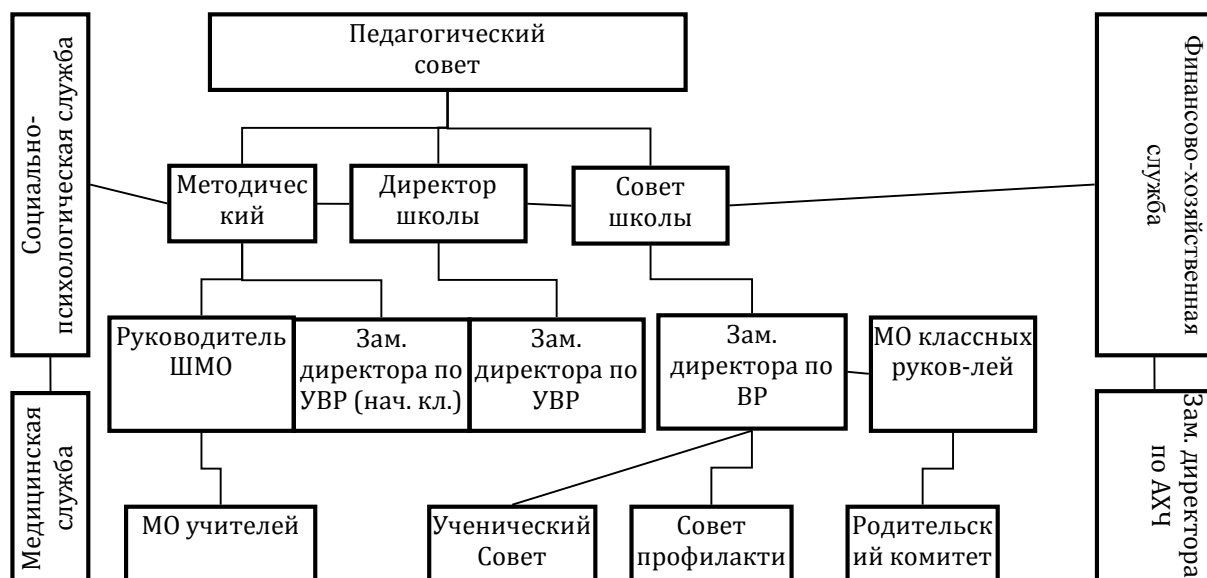 Педагогический
совет
Социально-
психологическая служба
Финансово-хозяйственная
служба
Методичес
кий
Директор
школы
Совет
школы
Руководитель
ШМО
Зам.
директора по
УВР (нач. кл.)
Зам.
директора по
УВР
Зам.
директора по
ВР
МО классных
руков-лей
Медицинская
служба
Зам. директора
по АХЧ
МО учителей
Ученический
Совет
Совет
профилакти
Родительск
ий комитет